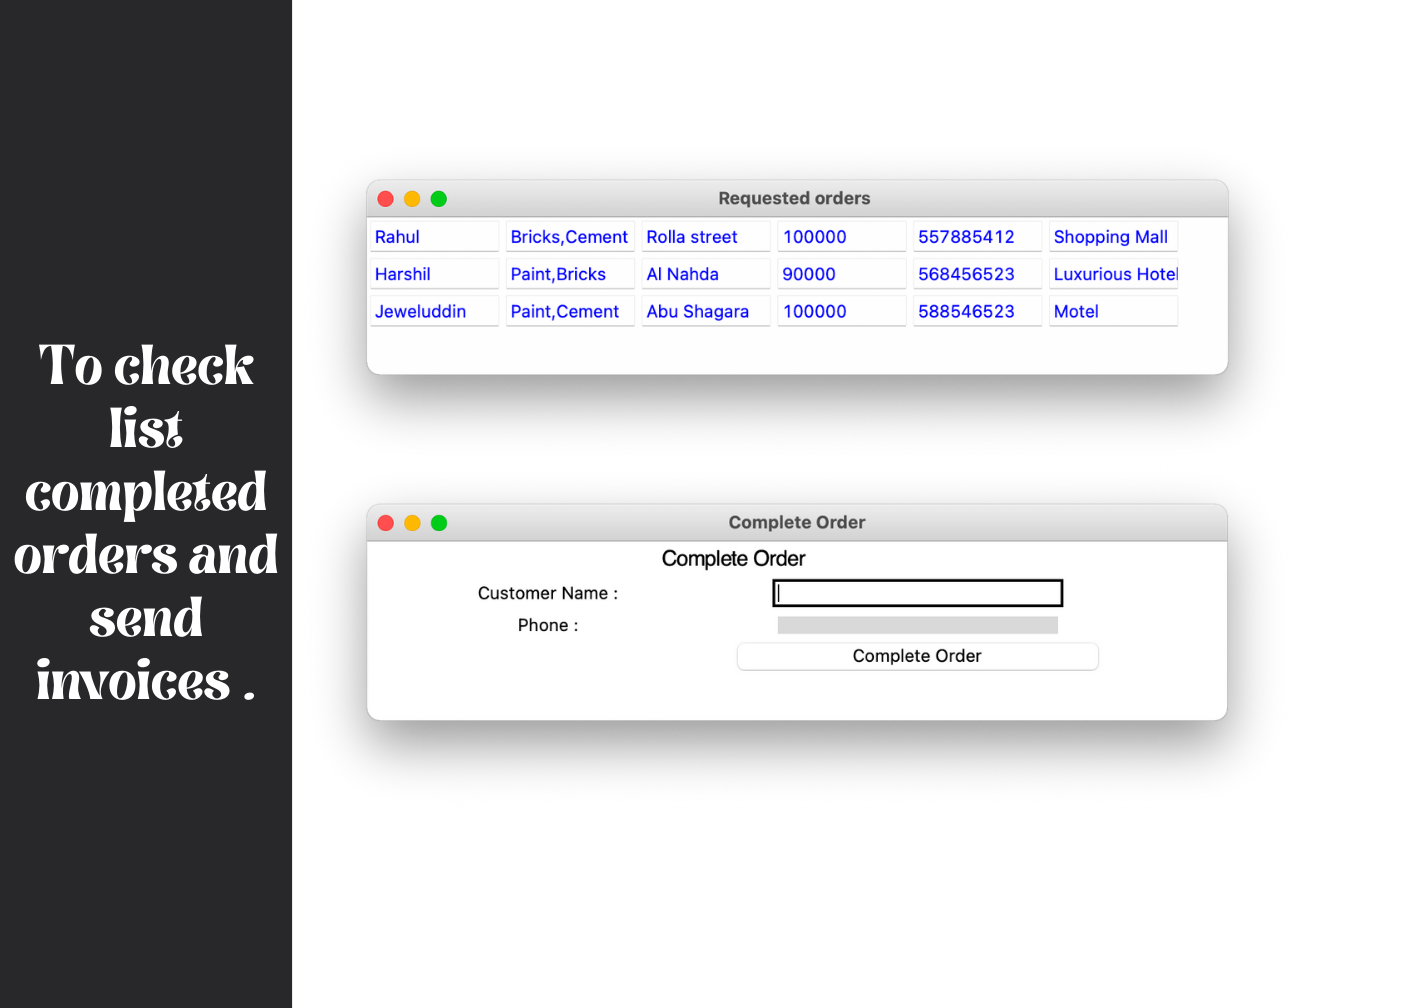 To check
list
completed
orders and
send
invoices .
Requested orders
Rahul Bricks,Cement Rolla street 100000 557885412 Shopping Mall
Harshil Paint,Bricks Al Nahda 90000 568456523 Luxurious Hotel
Jeweluddin Paint,Cement Abu Shagara 100000 588546523 Motel
Complete Order
Complete Order
Customer Name :
Phone :
Complete Order